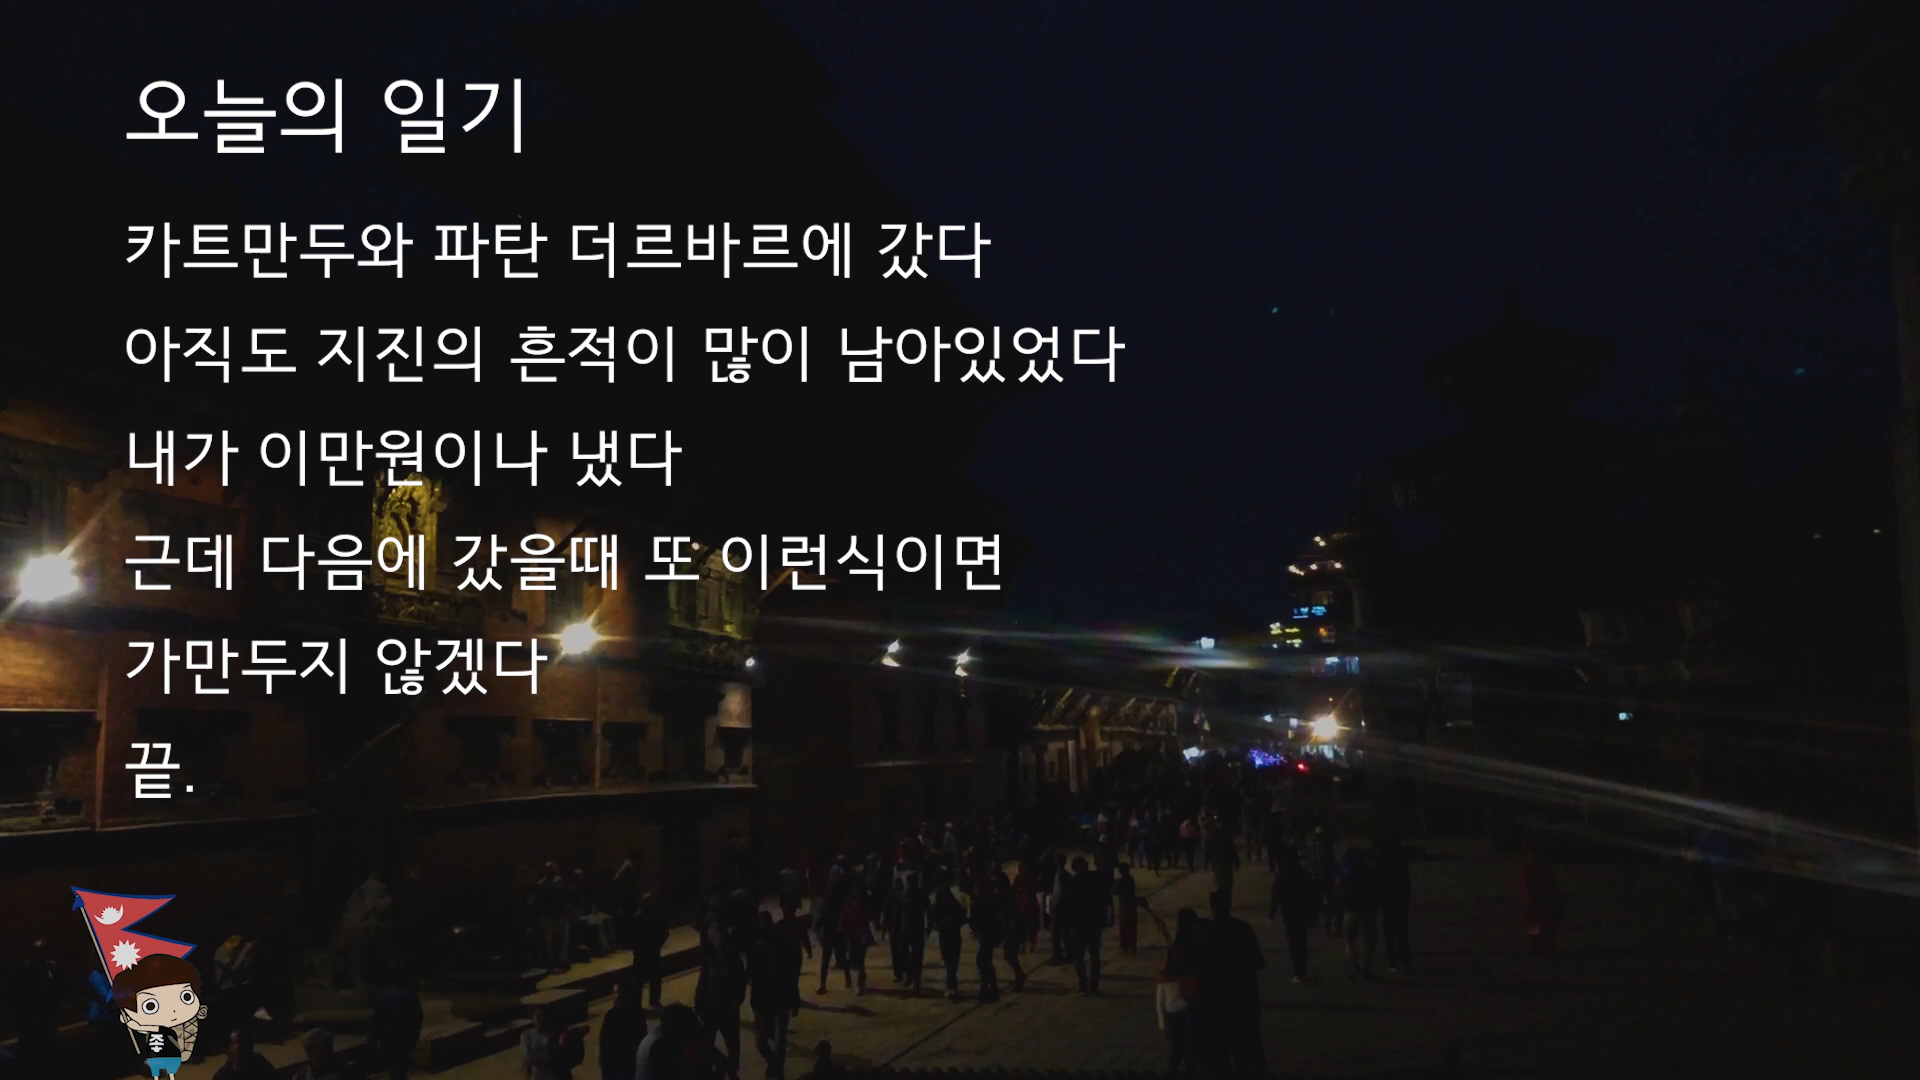 오늘의 일기
카트만두와 파탄 더르바르에 갔다
아직도 지진의 흔적이 많이 남아있었다
내가 이만원이나 냈다
근데 다음에 갔을때 또 이런식이면
가만두지 않겠다
끝.